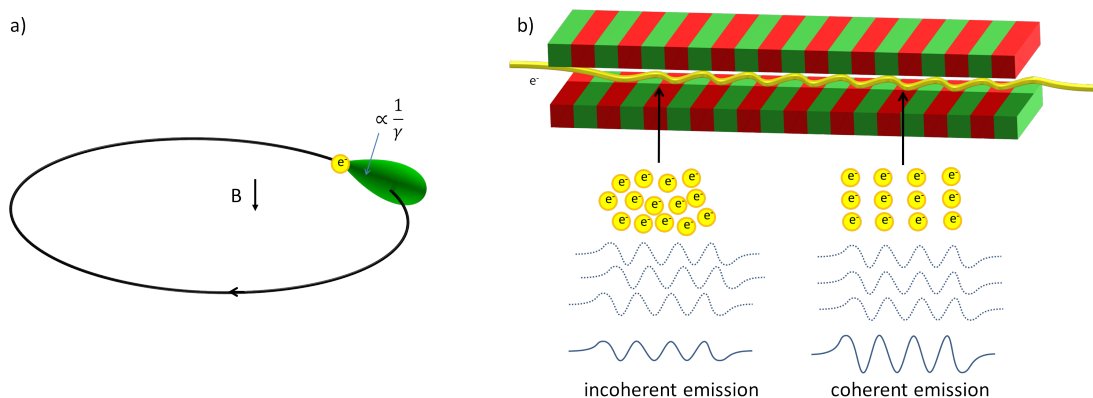 a)
∝ 1/γ
e-
B
b)
e-
e- e- e- e-
e- e- e- e- e-
e- e- e- e- e-
e- e- e- e-
e- e- e- e-
e- e- e- e-
incoherent emission
coherent emission